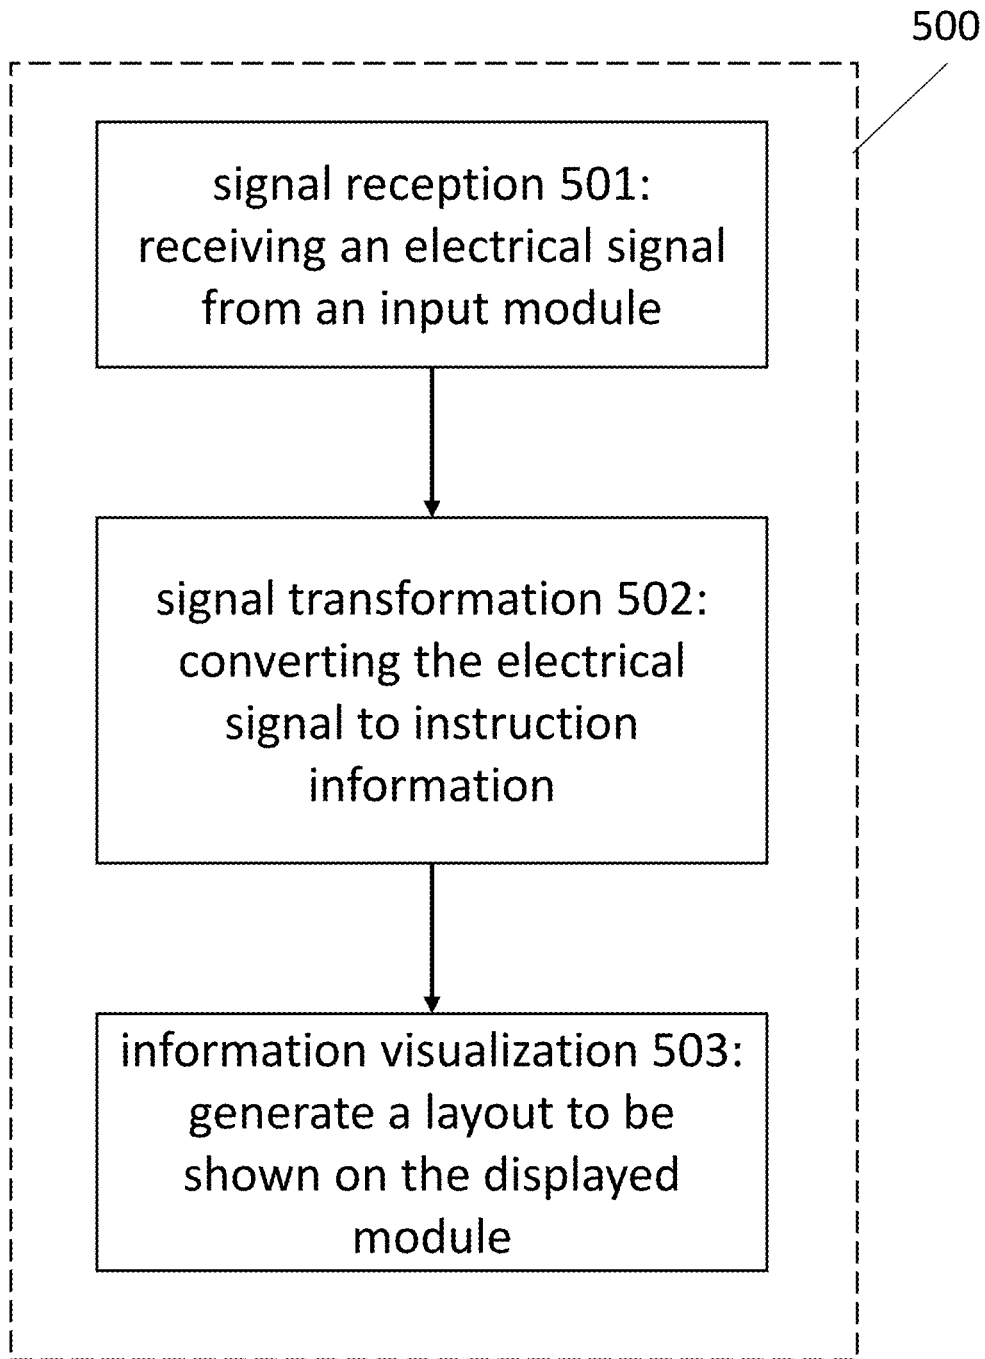 500
signal reception 501:
receiving an electrical signal
from an input module
signal transformation 502:
converting the electrical
signal to instruction
information
information visualization 503:
generate a layout to be
shown on the displayed
module